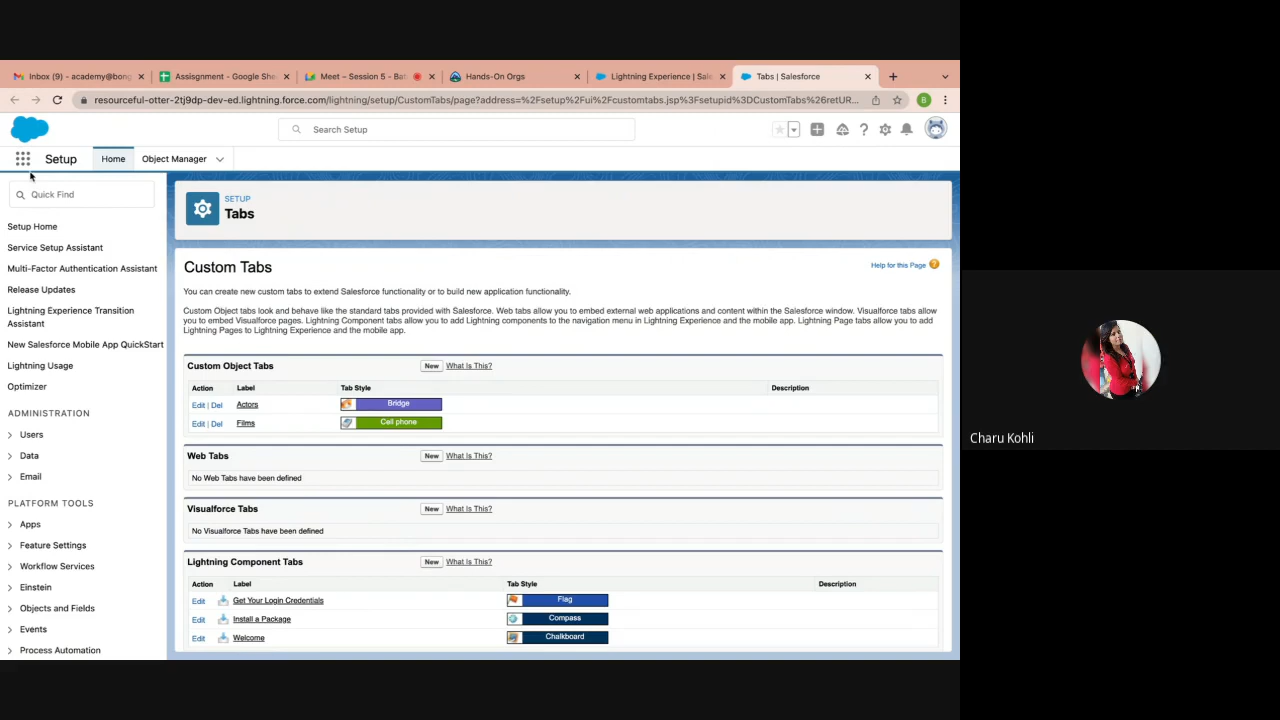 Inbox (9) - academy@bong
Assisgnment - Google She
Meet – Session 5 - Bat
Hands-On Orgs
Lightning Experience | Sale
Tabs | Salesforce
resourceful-otter-2tj9dp-dev-ed.lightning.force.com/lightning/setup/CustomTabs/page?address=%2Fsetup%2Fui%2Fcustomtabs.jsp%3Fsetupid%3DCustomTabs%26retUR...
B
Search Setup
Setup
Home
Object Manager
Quick Find
Setup Home
Service Setup Assistant
Multi-Factor Authentication Assistant
Release Updates
Lightning Experience Transition
Assistant
New Salesforce Mobile App QuickStart
Lightning Usage
Optimizer
ADMINISTRATION
Users
Data
Email
PLATFORM TOOLS
Apps
Feature Settings
Workflow Services
Einstein
Objects and Fields
Events
Process Automation
SETUP
Tabs
Custom Tabs
Help for this Page
You can create new custom tabs to extend Salesforce functionality or to build new application functionality.
Custom Object tabs look and behave like the standard tabs provided with Salesforce. Web tabs allow you to embed external web applications and content within the Salesforce window. Visualforce tabs allow
you to embed Visualforce pages. Lightning Component tabs allow you to add Lightning components to the navigation menu in Lightning Experience and the mobile app. Lightning Page tabs allow you to add
Lightning Pages to Lightning Experience and the mobile app.
Custom Object Tabs New What Is This?
Action Label Tab Style Description
Edit | Del Actors Bridge
Edit | Del Films Cell phone
Web Tabs New What Is This?
No Web Tabs have been defined
Visualforce Tabs New What Is This?
No Visualforce Tabs have been defined
Lightning Component Tabs New What Is This?
Action Label Tab Style Description
Edit Get Your Login Credentials Flag
Edit Install a Package Compass
Edit Welcome Chalkboard
Charu Kohli